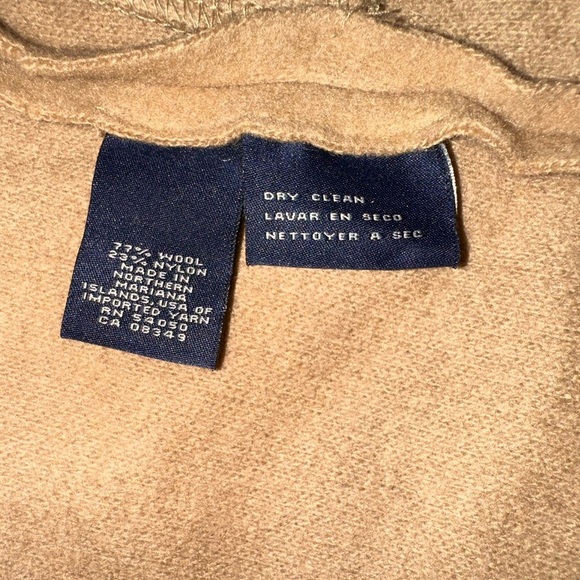 77% WOOL
23% NYLON
MADE IN
NORTHERN
MARIANA
ISLANDS, USA OF
IMPORTED YARN
RN 54050
CA 08349
DRY CLEAN.
LAVAR EN SECO
NETTOYER A SEC